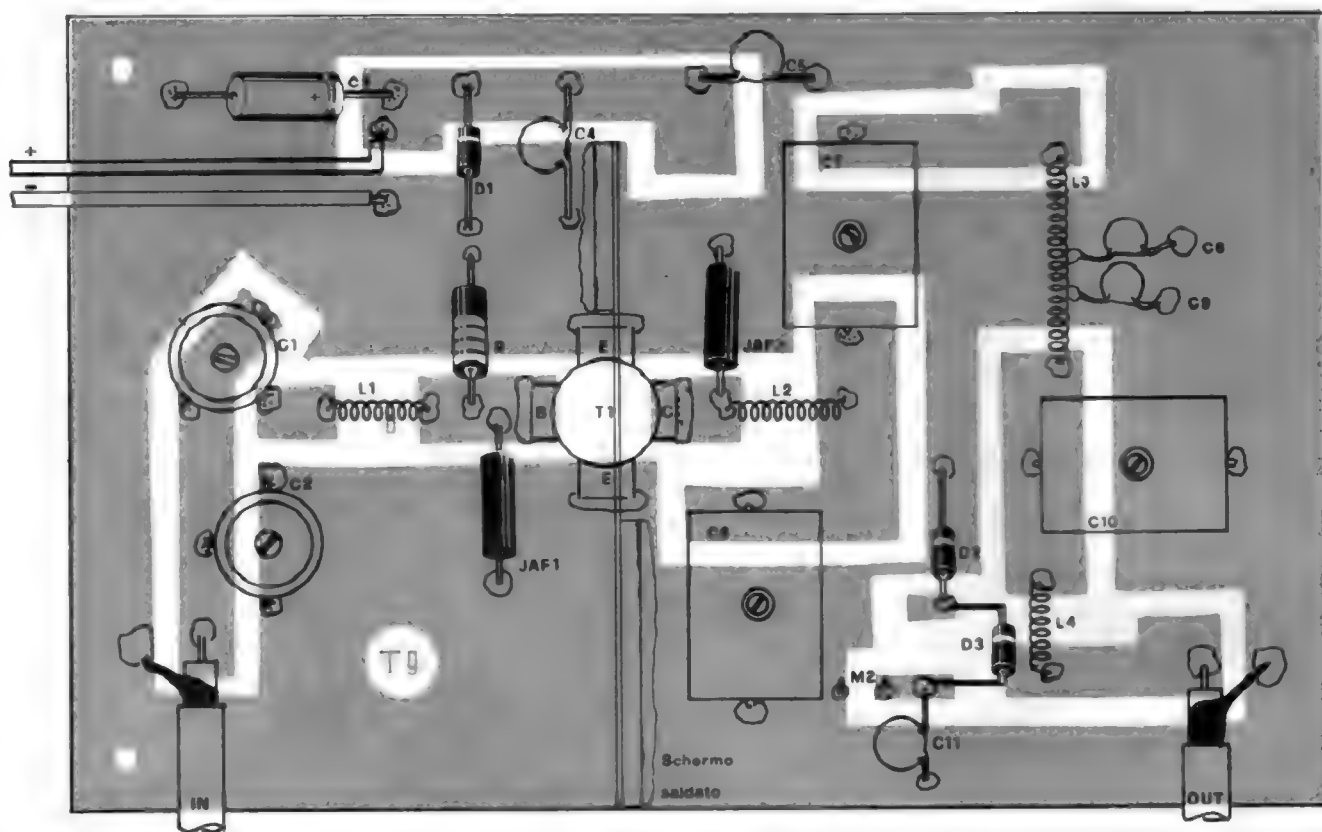 C5
+
+
C4
C7
-
D1
L3
C9
C1
R
E
JAF2
L1
B
T1
C
L2
C2
E
C10
JAF1
C6
D2
L4
T9
D3
M2
C11
Schermo
saldato
IN
OUT